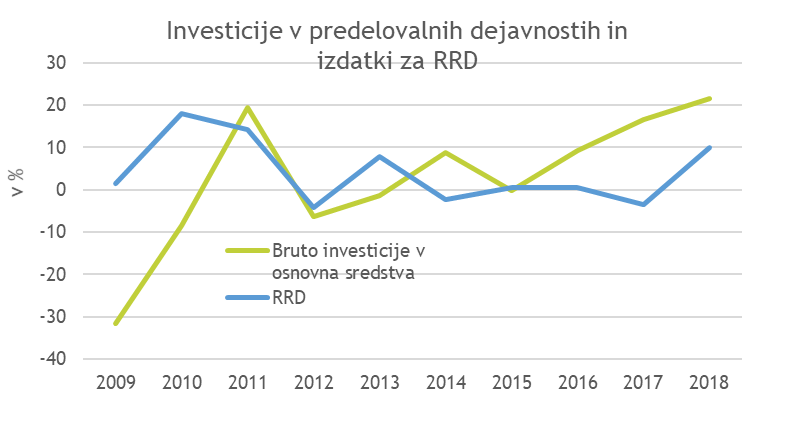 Investicije v predelovalnih dejavnostih in
izdatki za RRD
30
20
10
0
-10
-20
-30
-40
v %
Bruto investicije v
osnovna sredstva
RRD
2009 2010 2011 2012 2013 2014 2015 2016 2017 2018